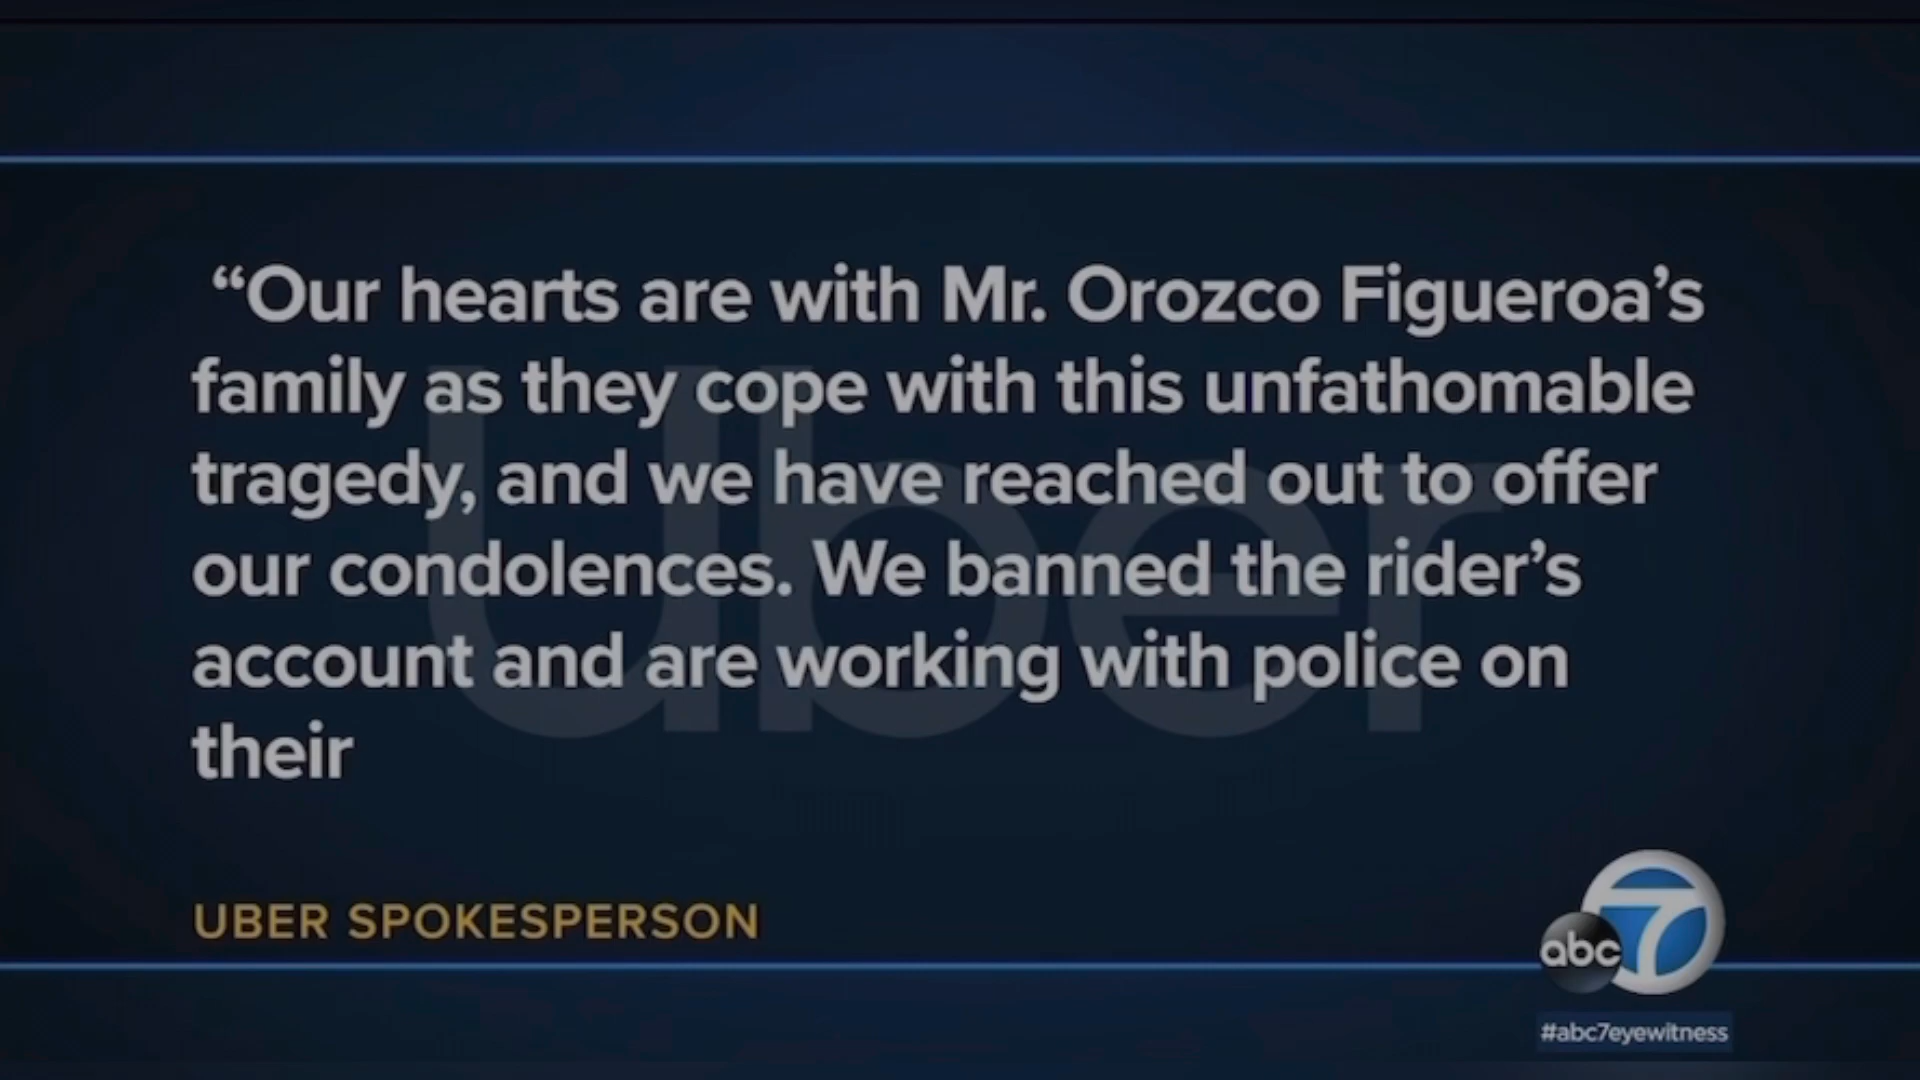 “Our hearts are with Mr. Orozco Figueroa’s
family as they cope with this unfathomable
tragedy, and we have reached out to offer
our condolences. We banned the rider’s
account and are working with police on
their
Uber
UBER SPOKESPERSON
abc 7
#abc7eyewitness